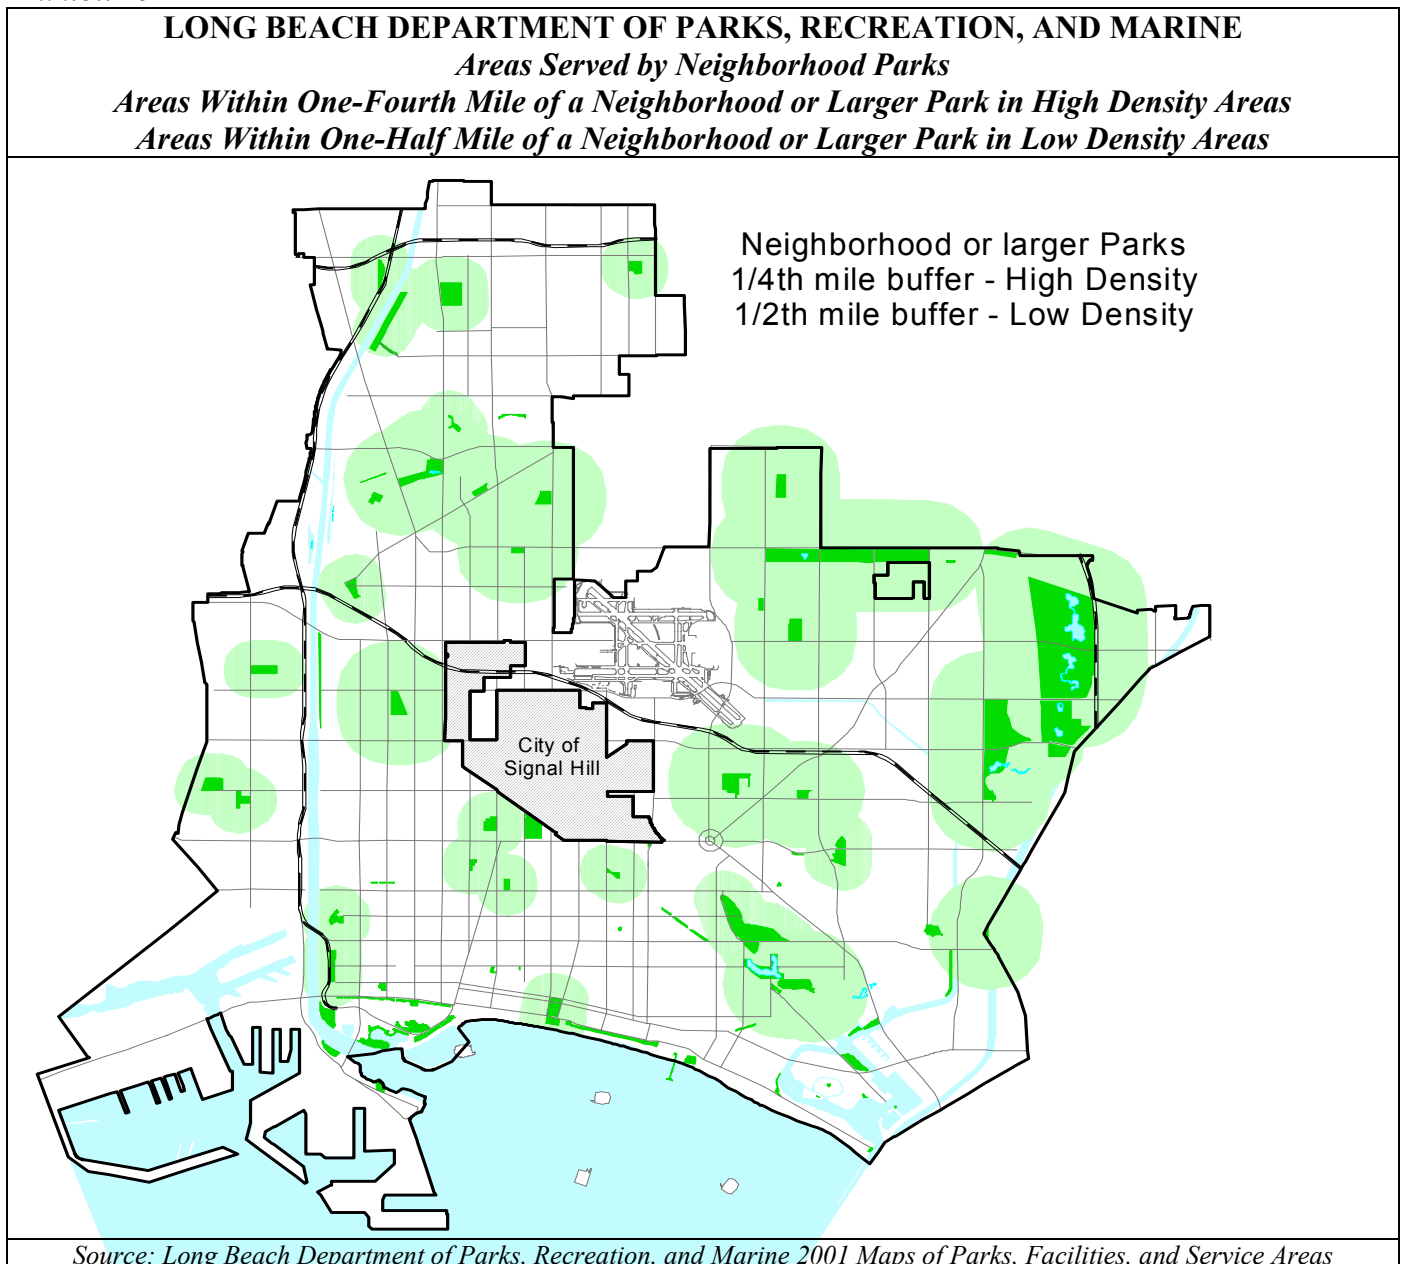 LONG BEACH DEPARTMENT OF PARKS, RECREATION, AND MARINE
Areas Served by Neighborhood Parks
Areas Within One-Fourth Mile of a Neighborhood or Larger Park in High Density Areas
Areas Within One-Half Mile of a Neighborhood or Larger Park in Low Density Areas
Neighborhood or larger Parks
1/4th mile buffer - High Density
1/2th mile buffer - Low Density
City of
Signal Hill
Source: Long Beach Department of Parks, Recreation, and Marine 2001 Maps of Parks, Facilities, and Service Areas